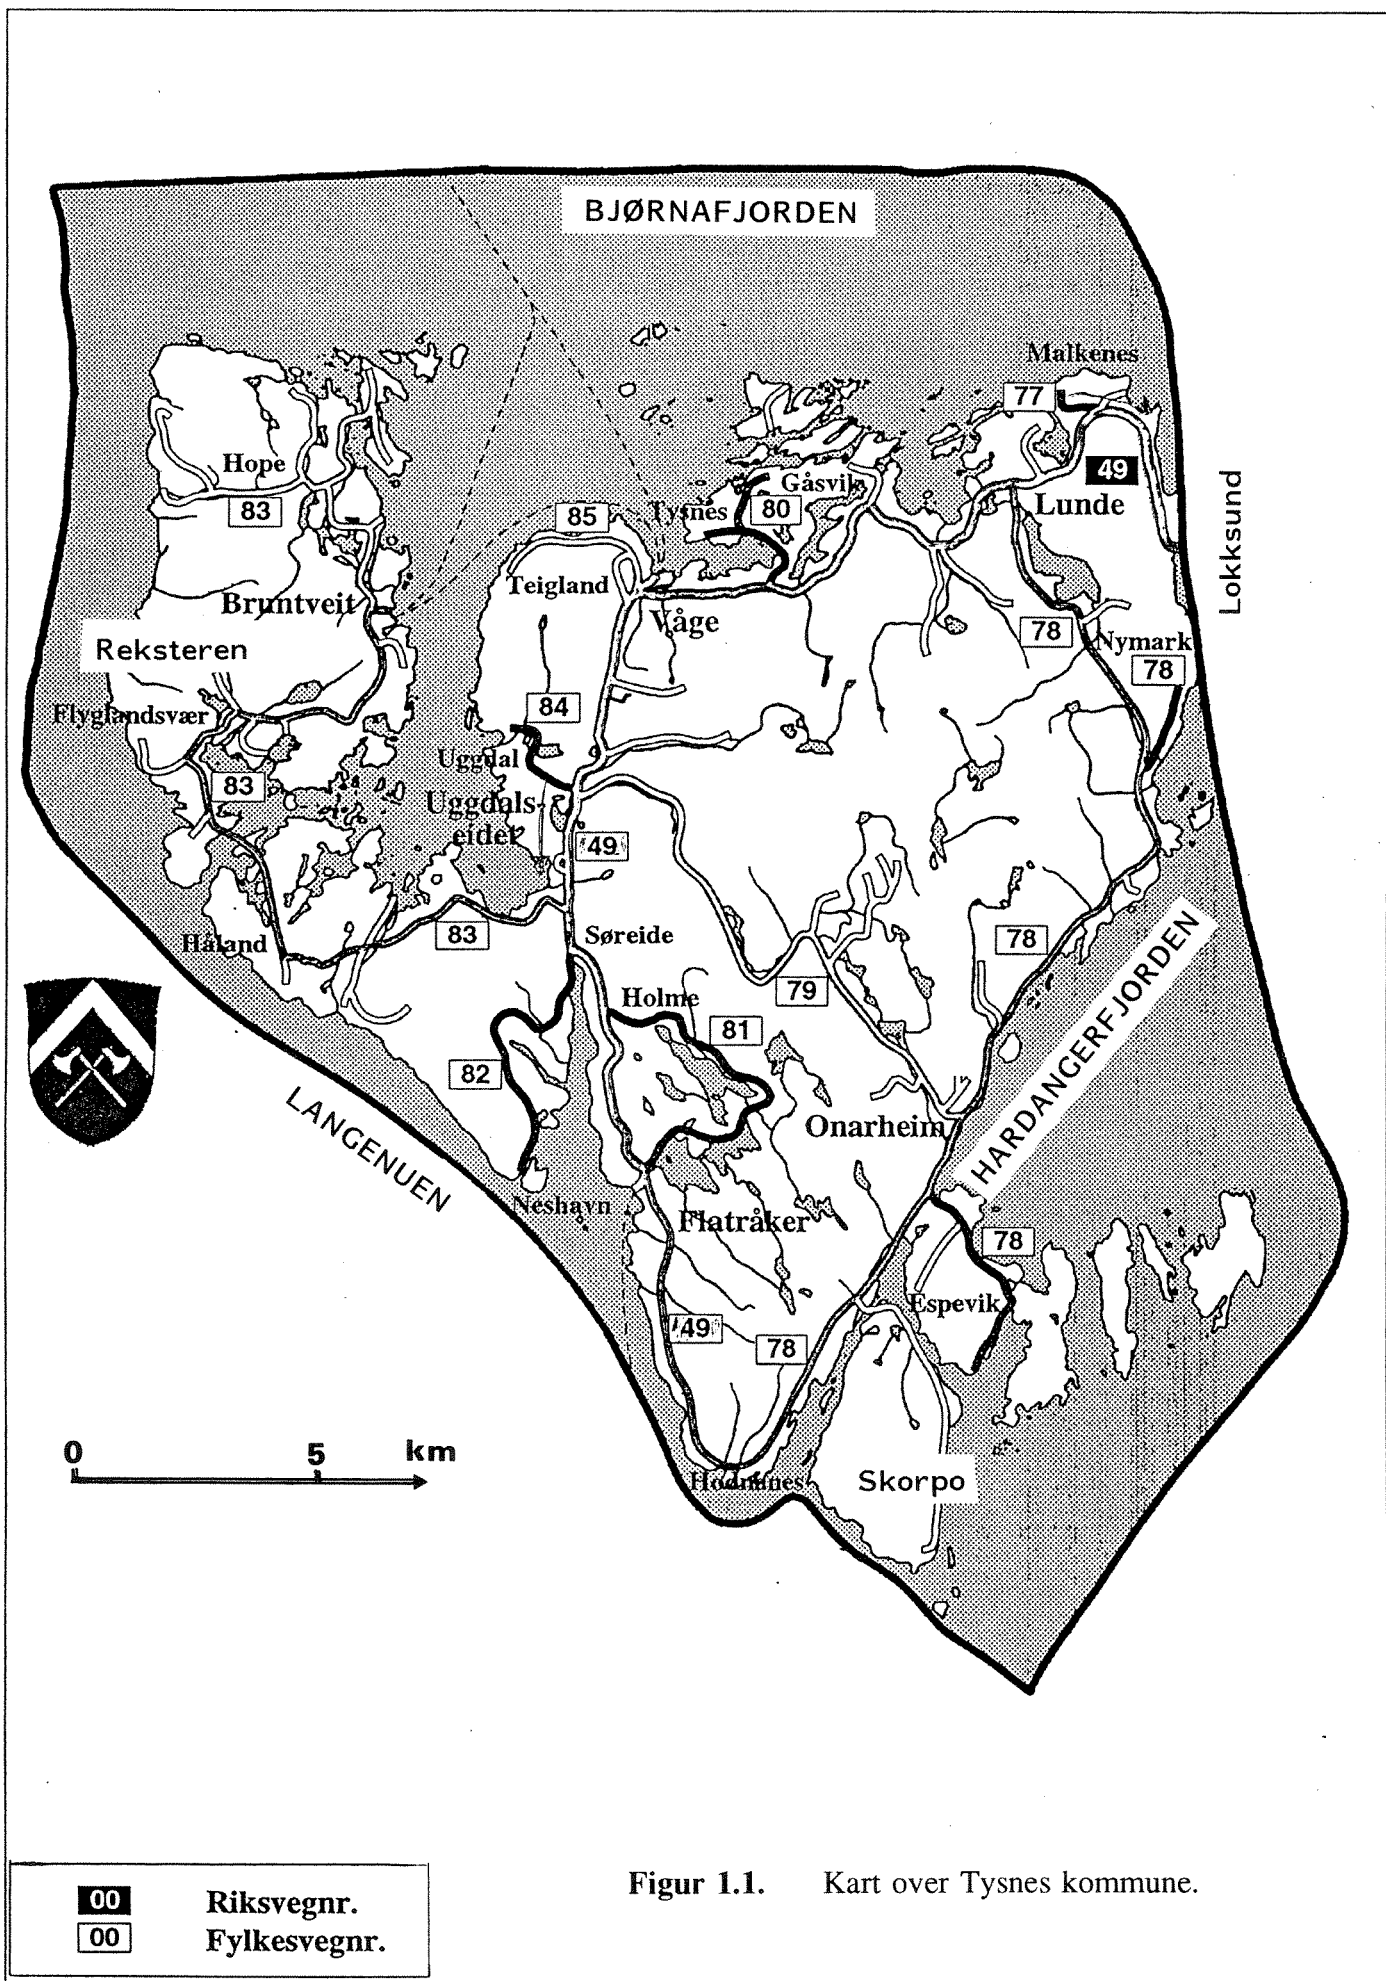 BJØRNAFJORDEN
Malkenes
77
49
Lunde
Lokksund
Hope
83
Gåsvik
Tysnes
80
85
Teigland
Våge
Bruntveit
Reksteren
78
Nymark
78
Flyglandsvær
84
Uggdal
83
Uggdals-
eidet
49
Håland
83
Søreide
78
79
Holme
81
82
HARDANGERFJORDEN
Onarheim
LANGENUEN
Neshavn
Flatråker
78
Espevik
49
78
0 5 km
Hodnanes
Skorpo
Figur 1.1. Kart over Tysnes kommune.
00 Riksvegnr.
00 Fylkesvegnr.